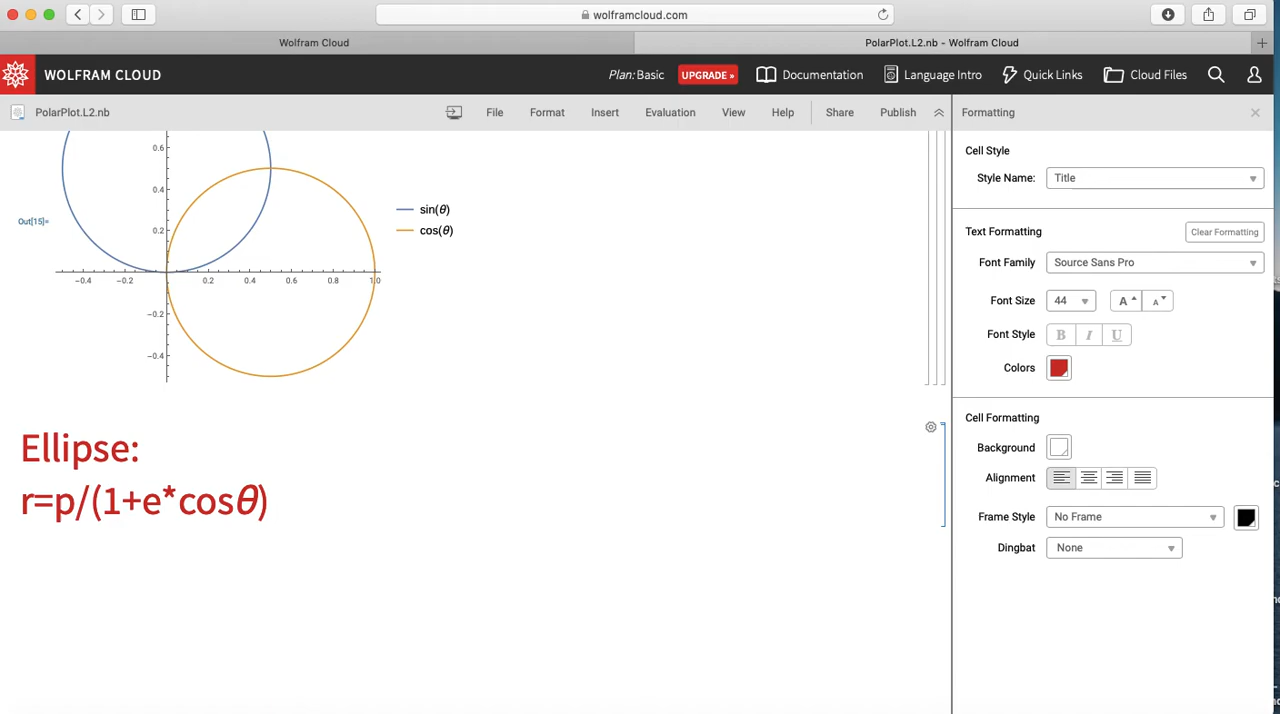 wolframcloud.com
Wolfram Cloud
PolarPlot.L2.nb - Wolfram Cloud
WOLFRAM CLOUD
Plan: Basic
UPGRADE »
Documentation
Language Intro
Quick Links
Cloud Files
PolarPlot.L2.nb
File
Format
Insert
Evaluation
View
Help
Share
Publish
Formatting
Cell Style
Style Name:
Title
Text Formatting
Clear Formatting
Font Family
Source Sans Pro
Font Size
44
A
A
Font Style
B
I
U
Colors
Cell Formatting
Background
Alignment
Frame Style
No Frame
Dingbat
None
Out[15]=
0.6
0.4
0.2
-0.4
-0.2
0.2
0.4
0.6
0.8
1.0
-0.2
-0.4
sin(θ)
cos(θ)
Ellipse:
r=p/(1+e*cosθ)